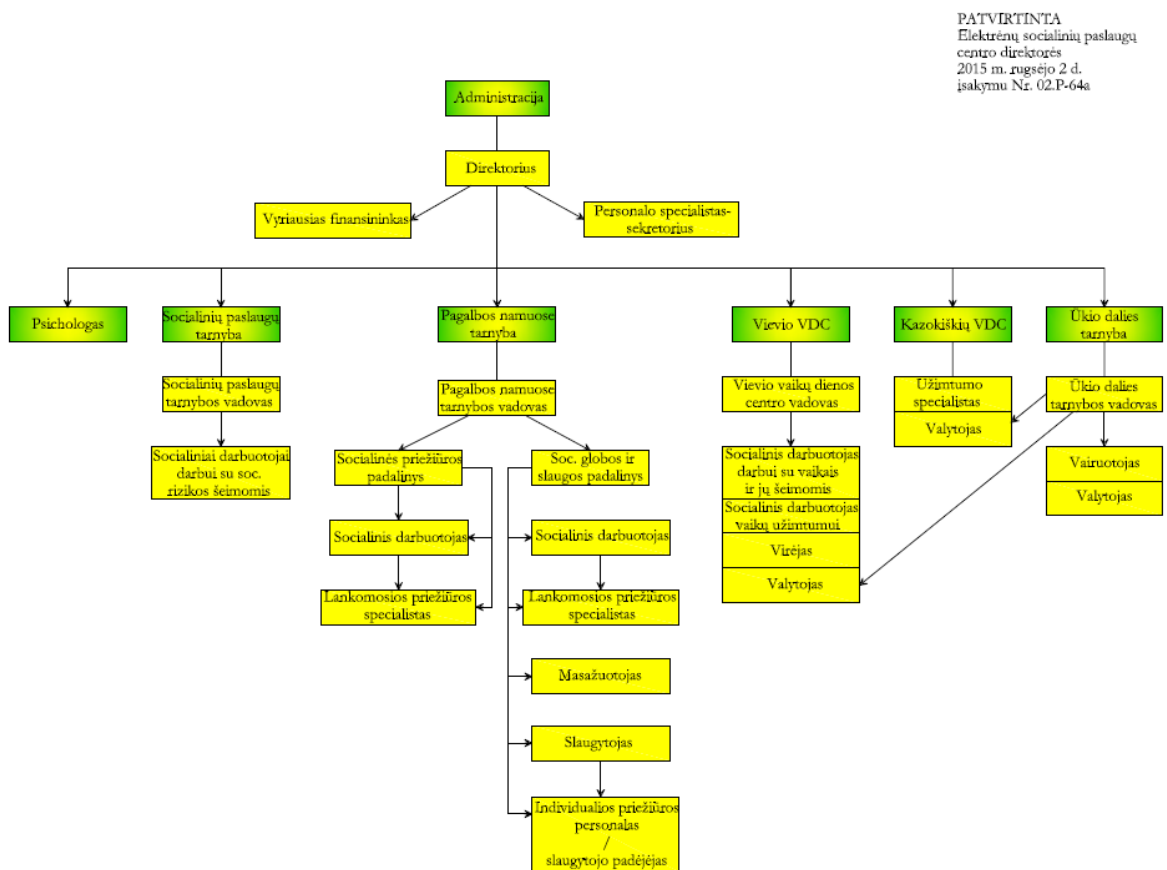 PATVIRTINTA
Elektrėnų socialinių paslaugų
centro direktorės
2015 m. rugsėjo 2 d.
įsakymu Nr. 02.P-64a
Administracija
Direktorius
Vyriausias finansininkas
Personalo specialistas-
sekretorius
Psichologas
Socialinių paslaugų
tarnyba
Pagalbos namuose
tarnyba
Vievio VDC
Kazokiškių VDC
Ūkio dalies
tarnyba
Socialinių paslaugų
tarnybos vadovas
Pagalbos namuose
tarnybos vadovas
Vievio vaikų dienos
centro vadovas
Užimtumo
specialistas
Valytojas
Ūkio dalies
tarnybos vadovas
Socialiniai darbuotojai
darbui su soc.
rizikos šeimomis
Socialinės priežiūros
padalinys
Soc. globos ir
slaugos padalinys
Socialinis darbuotojas
darbui su vaikais
ir jų šeimomis
Socialinis darbuotojas
vaikų užimtumui
Virėjas
Valytojas
Vairuotojas
Valytojas
Socialinis darbuotojas
Socialinis darbuotojas
Lankomosios priežiūros
specialistas
Lankomosios priežiūros
specialistas
Masažuotojas
Slaugytojas
Individualios priežiūros
personalas
/
slaugytojo padėjėjas